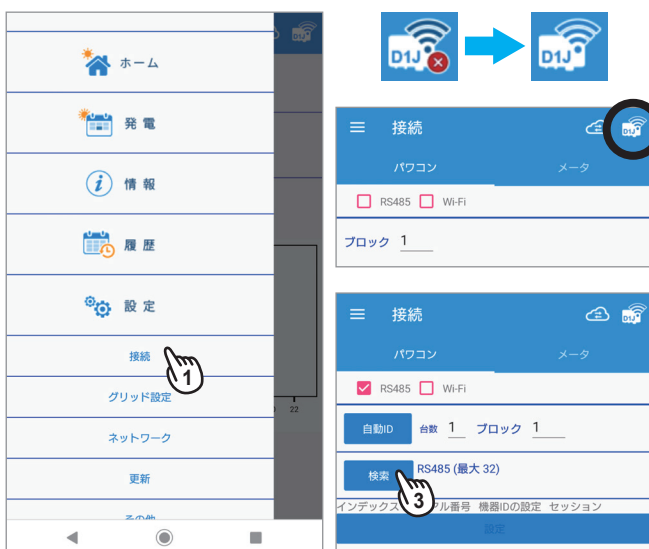 ホーム
発電
情報
履歴
設定
接続
1
グリッド設定
ネットワーク
更新
その他
22
D1J
D1J
接続
D1J
パワコン
メータ
RS485
Wi-Fi
ブロック 1
接続
D1J
パワコン
メータ
RS485
Wi-Fi
自動ID 台数 1 ブロック 1
検索 RS485 (最大 32)
3
インデックス アル番号 機器IDの設定 セッション
設定